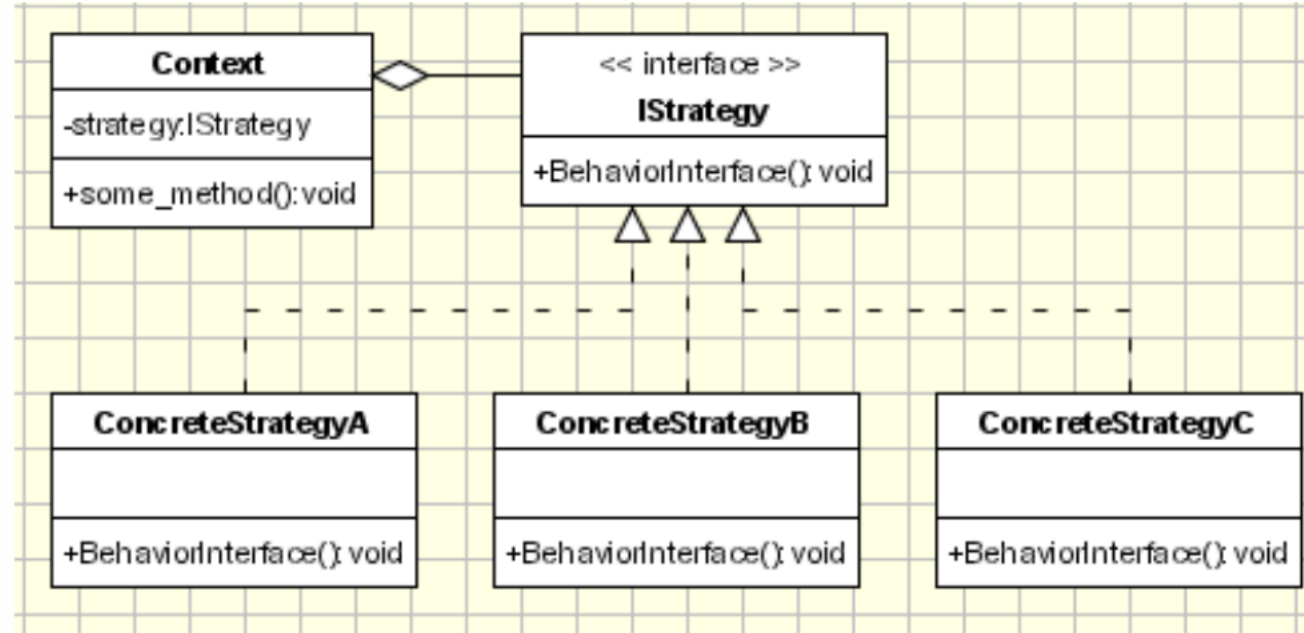 Context
-strategy:IStrategy
+some_method():void
<< interface >>
IStrategy
+BehaviorInterface(): void
ConcreteStrategyA
+BehaviorInterface(): void
ConcreteStrategyB
+BehaviorInterface(): void
ConcreteStrategyC
+BehaviorInterface(): void